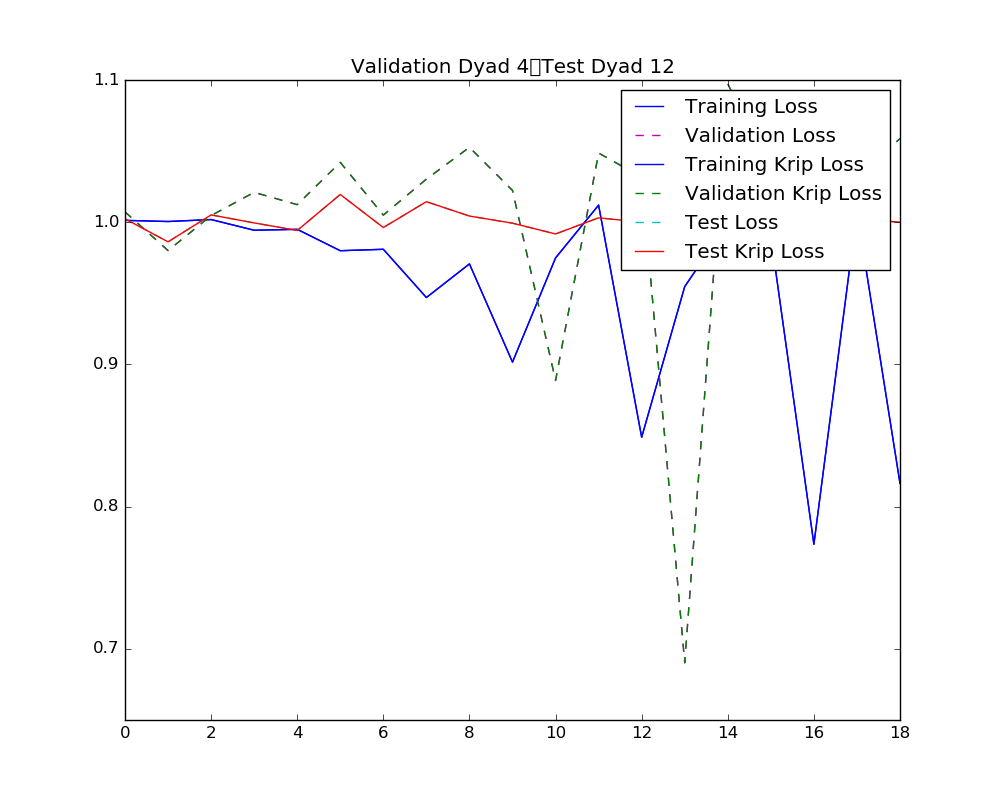 Validation Dyad 4▯Test Dyad 12
1.1
1.0
0.9
0.8
0.7
0
2
4
6
8
10
12
14
16
18
Training Loss
Validation Loss
Training Krip Loss
Validation Krip Loss
Test Loss
Test Krip Loss